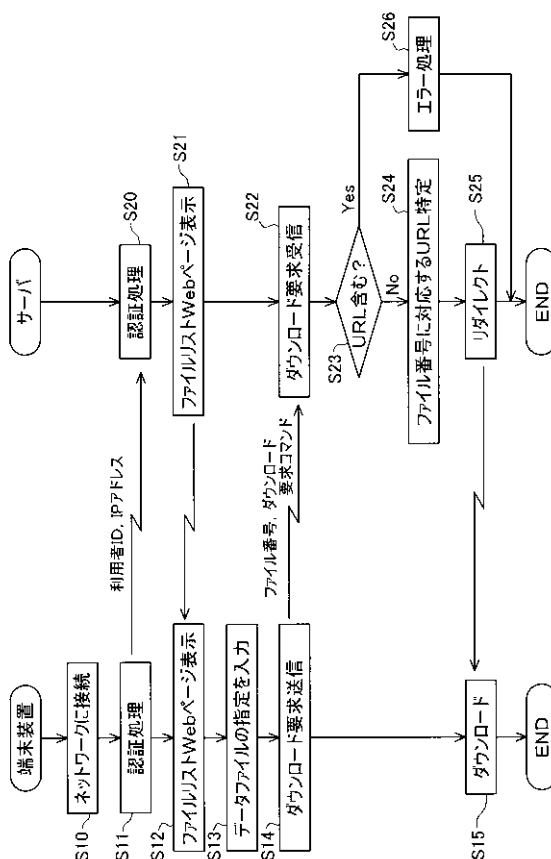 端末装置
ネットワークに接続
S10
認証処理
S11
利用者ID, IPアドレス
ファイルリストWebページ表示
S12
データファイルの指定を入力
S13
ダウンロード要求送信
S14
ファイル番号, ダウンロード
要求コマンド
ダウンロード
S15
END
サーバ
認証処理
S20
ファイルリストWebページ表示
S21
ダウンロード要求受信
S22
URL含む?
S23
Yes
No
ファイル番号に対応するURL特定
S24
リダイレクト
S25
エラー処理
S26
END